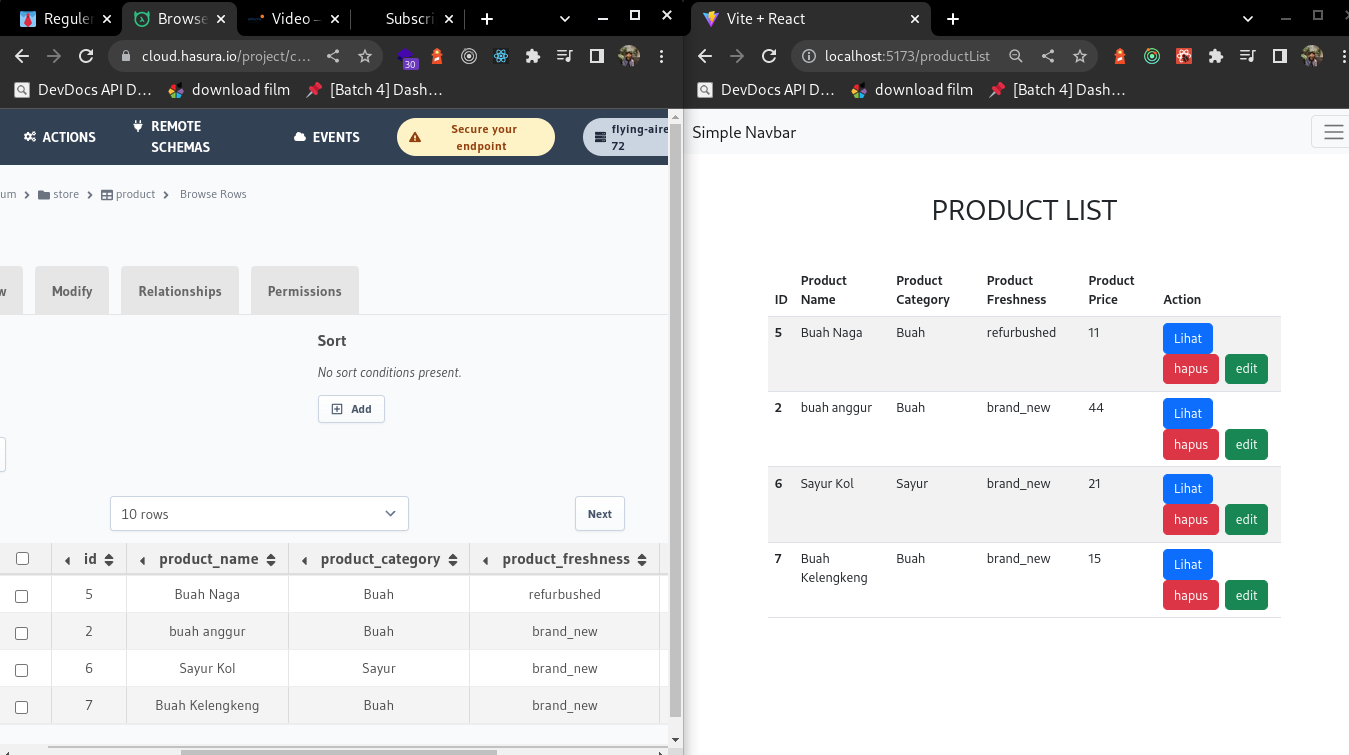 Reguler
Browse
Video –
Subscri
cloud.hasura.io/project/c…
30
DevDocs API D…
download film
[Batch 4] Dash…
ACTIONS
REMOTE
SCHEMAS
EVENTS
Secure your
endpoint
flying-aire
72
um
store
product
Browse Rows
w
Modify
Relationships
Permissions
Sort
No sort conditions present.
Add
10 rows
Next
id
product_name
product_category
product_freshness
5
Buah Naga
Buah
refurbushed
2
buah anggur
Buah
brand_new
6
Sayur Kol
Sayur
brand_new
7
Buah Kelengkeng
Buah
brand_new
Vite + React
localhost:5173/productList
DevDocs API D…
download film
[Batch 4] Dash…
Simple Navbar
PRODUCT LIST
ID
Product
Name
Product
Category
Product
Freshness
Product
Price
Action
5
Buah Naga
Buah
refurbushed
11
Lihat
hapus
edit
2
buah anggur
Buah
brand_new
44
Lihat
hapus
edit
6
Sayur Kol
Sayur
brand_new
21
Lihat
hapus
edit
7
Buah
Kelengkeng
Buah
brand_new
15
Lihat
hapus
edit